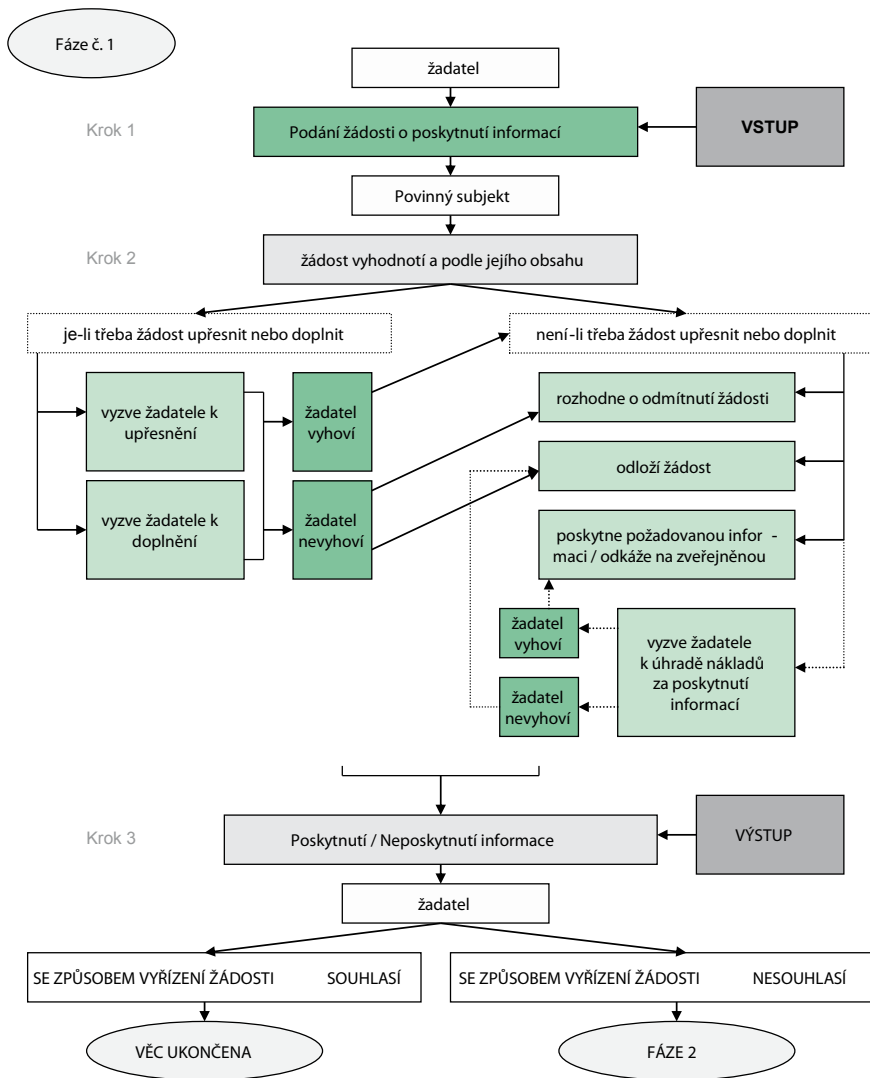 Fáze č. 1
žadatel
Krok 1
Podání žádosti o poskytnutí informací
VSTUP
Povinný subjekt
Krok 2
žádost vyhodnotí a podle jejího obsahu
je-li třeba žádost upřesnit nebo doplnit
není-li třeba žádost upřesnit nebo doplnit
vyzve žadatele k
upřesnění
žadatel
vyhoví
rozhodne o odmítnutí žádosti
odloží žádost
vyzve žadatele k
doplnění
žadatel
nevyhoví
poskytne požadovanou infor -
maci / odkáže na zveřejněnou
žadatel
vyhoví
vyzve žadatele
k úhradě nákladů
za poskytnutí
informací
žadatel
nevyhoví
Krok 3
Poskytnutí / Neposkytnutí informace
VÝSTUP
žadatel
SE ZPŮSOBEM VYŘÍZENÍ ŽÁDOSTI SOUHLASÍ
SE ZPŮSOBEM VYŘÍZENÍ ŽÁDOSTI NESOUHLASÍ
VĚC UKONČENA
FÁZE 2